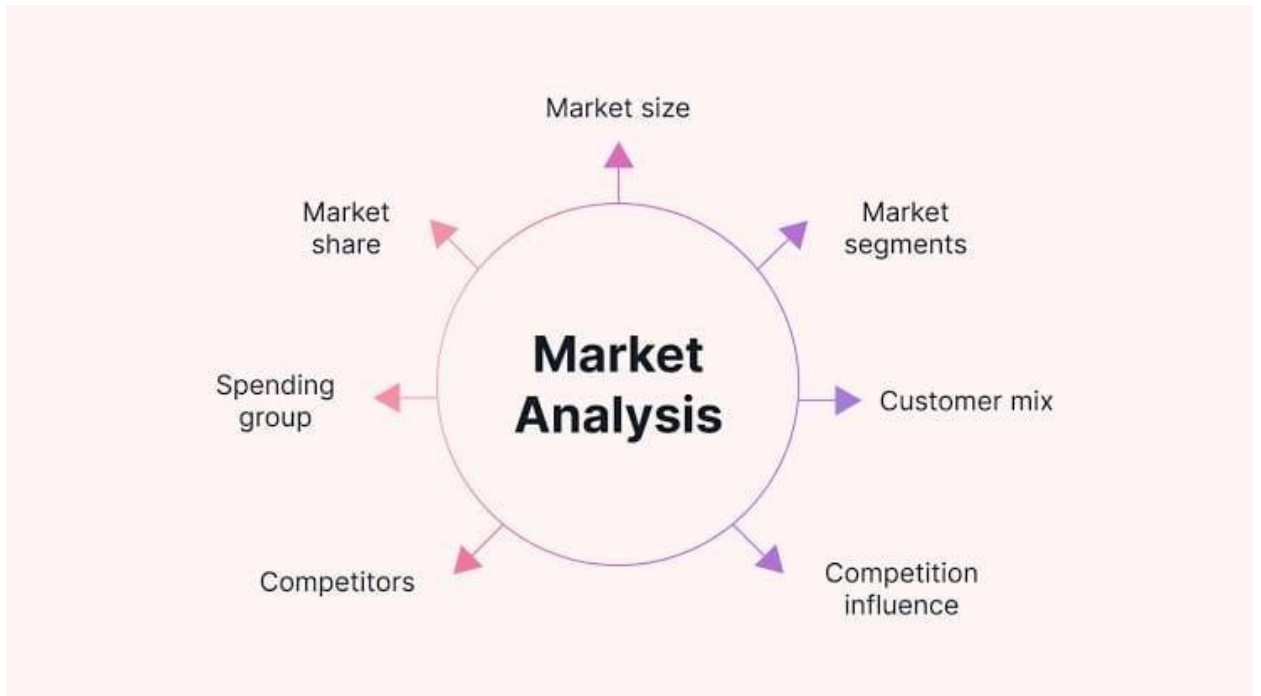 Market size
Market
share
Market
segments
Market
Analysis
Spending
group
Customer mix
Competitors
Competition
influence